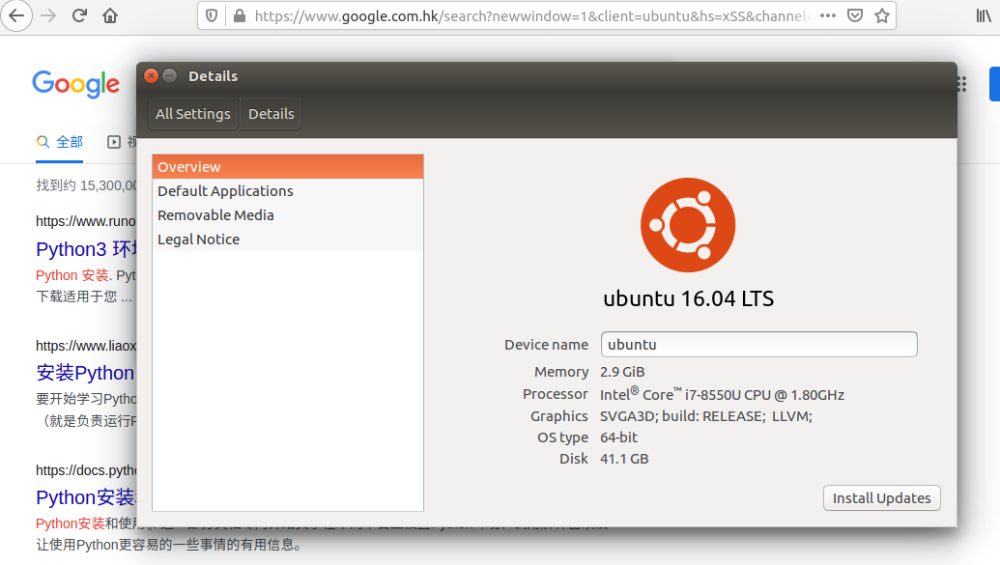 https://www.google.com.hk/search?newwindow=1&client=ubuntu&hs=xSS&channel=
Google
Details
All Settings
Details
全部
找到约 15,300,00
https://www.runo
Python3 环
Python 安装. Pyt
下载适用于您 ...
https://www.liaox
安装Python
要开始学习Pytho
（就是负责运行P
https://docs.pytho
Python安装
Python安装和使用
让使用Python更容易的一些事情的有用信息。
Overview
Default Applications
Removable Media
Legal Notice
ubuntu 16.04 LTS
Device name ubuntu
Memory 2.9 GiB
Processor Intel® Core™ i7-8550U CPU @ 1.80GHz
Graphics SVGA3D; build: RELEASE; LLVM;
OS type 64-bit
Disk 41.1 GB
Install Updates